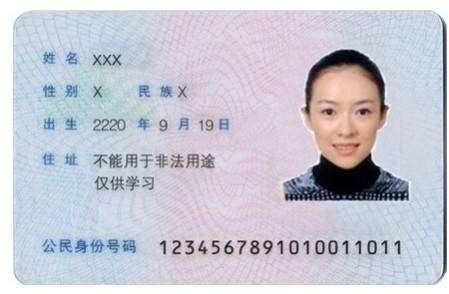 姓名 XXX
性别 X 民族 X
出生 2220 年 9 月 19 日
住址 不能用于非法用途
仅供学习
公民身份号码 1234567891010011011